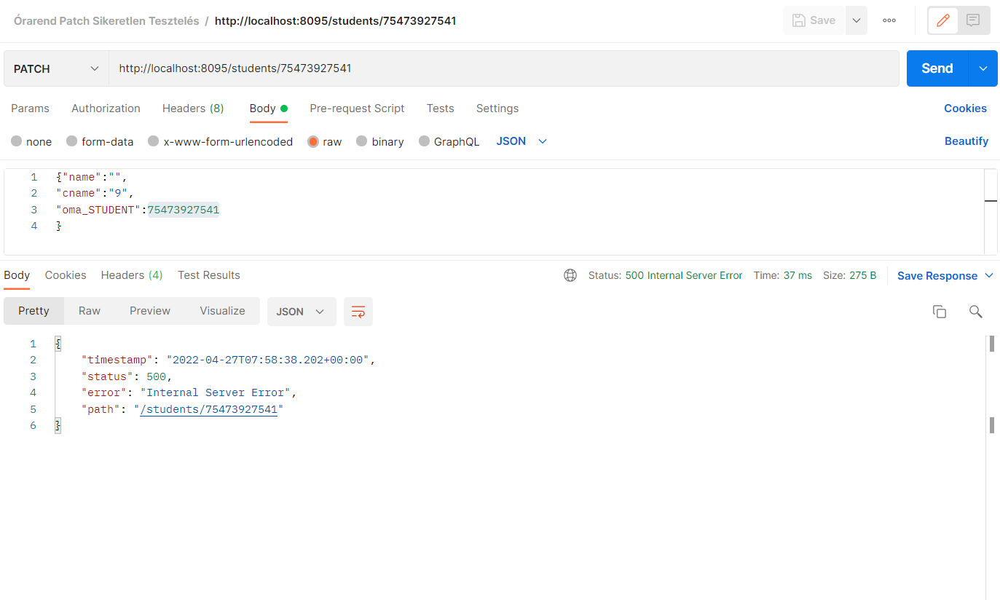 Órarend Patch Sikeretlen Tesztelés / http://localhost:8095/students/75473927541 Save
PATCH http://localhost:8095/students/75473927541 Send
Params Authorization Headers (8) Body Pre-request Script Tests Settings Cookies
none form-data x-www-form-urlencoded raw binary GraphQL JSON Beautify
1 {"name":"",
2 "cname":"9",
3 "oma_STUDENT":75473927541
4 }
Body Cookies Headers (4) Test Results Status: 500 Internal Server Error Time: 37 ms Size: 275 B Save Response
Pretty Raw Preview Visualize JSON
1 {
2 "timestamp": "2022-04-27T07:58:38.202+00:00",
3 "status": 500,
4 "error": "Internal Server Error",
5 "path": "/students/75473927541"
6 }